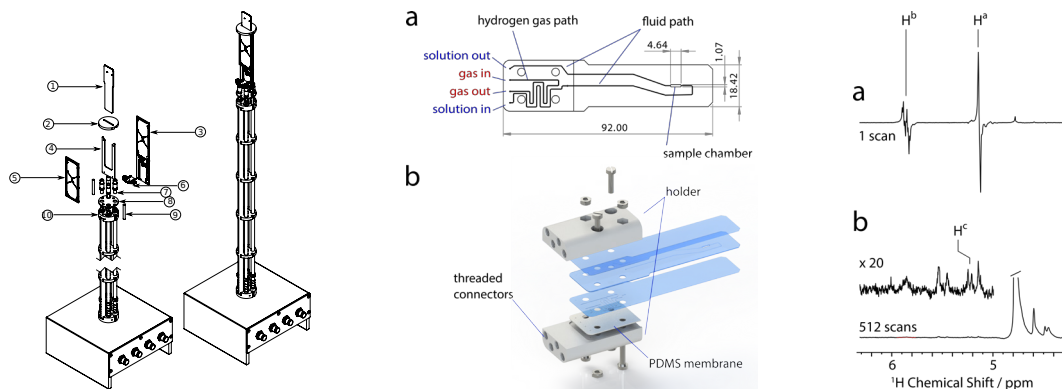 1
2
3
4
5
6
7
8
9
10
a
hydrogen gas path
fluid path
solution out
gas in
gas out
solution in
4.64
1.07
18.42
92.00
sample chamber
b
holder
threaded
connectors
PDMS membrane
H^b
H^a
a
1 scan
b
H^c
x 20
512 scans
6
5
¹H Chemical Shift / ppm